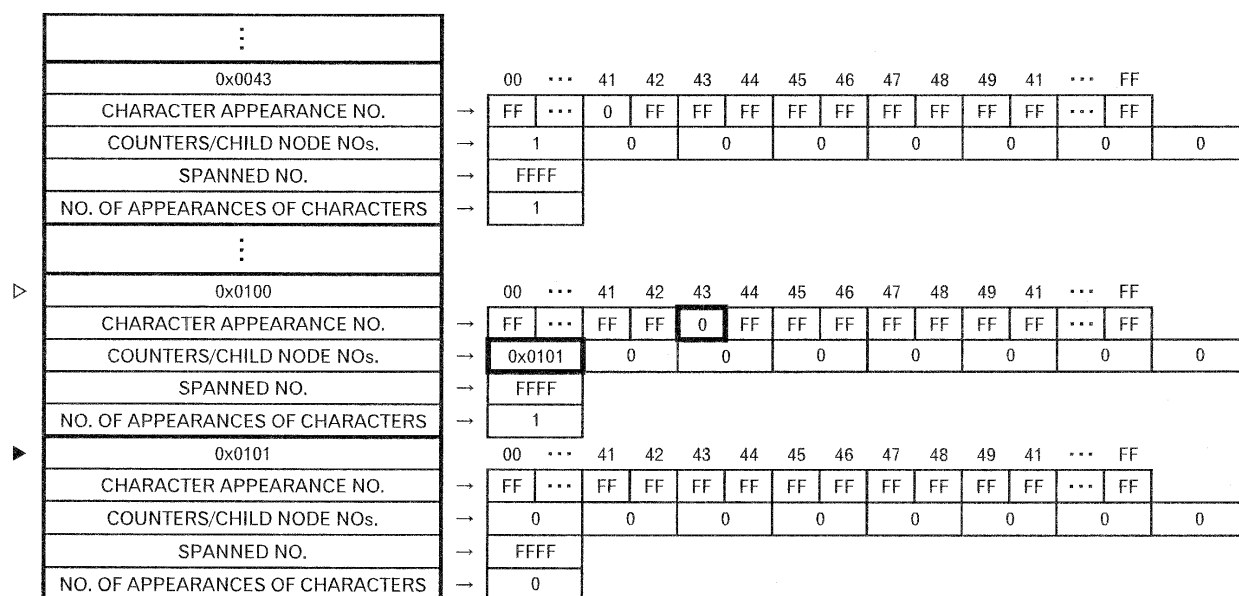 ⋮
0x0043 00 ⋯ 41 42 43 44 45 46 47 48 49 41 ⋯ FF
CHARACTER APPEARANCE NO. → FF ⋯ 0 FF FF FF FF FF FF FF FF FF ⋯ FF
COUNTERS/CHILD NODE NOs. → 1 0 0 0 0 0 0 0
SPANNED NO. → FFFF
NO. OF APPEARANCES OF CHARACTERS → 1
⋮
▷ 0x0100 00 ⋯ 41 42 43 44 45 46 47 48 49 41 ⋯ FF
CHARACTER APPEARANCE NO. → FF ⋯ FF FF 0 FF FF FF FF FF FF FF ⋯ FF
COUNTERS/CHILD NODE NOs. → 0x0101 0 0 0 0 0 0 0
SPANNED NO. → FFFF
NO. OF APPEARANCES OF CHARACTERS → 1
▶ 0x0101 00 ⋯ 41 42 43 44 45 46 47 48 49 41 ⋯ FF
CHARACTER APPEARANCE NO. → FF ⋯ FF FF FF FF FF FF FF FF FF FF ⋯ FF
COUNTERS/CHILD NODE NOs. → 0 0 0 0 0 0 0 0
SPANNED NO. → FFFF
NO. OF APPEARANCES OF CHARACTERS → 0